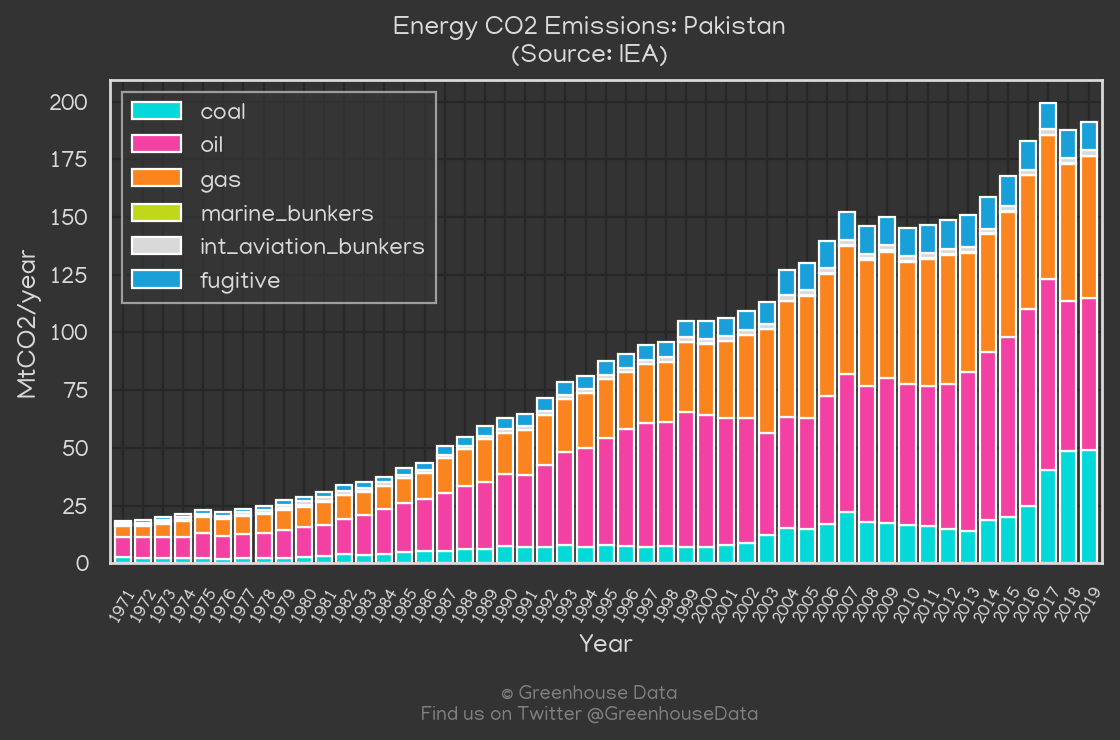 Energy CO2 Emissions: Pakistan
(Source: IEA)
200
175
150
125
100
75
50
25
0
MtCO2/year
coal
oil
gas
marine_bunkers
int_aviation_bunkers
fugitive
1971 1972 1973 1974 1975 1976 1977 1978 1979 1980 1981 1982 1983 1984 1985 1986 1987 1988 1989 1990 1991 1992 1993 1994 1995 1996 1997 1998 1999 2000 2001 2002 2003 2004 2005 2006 2007 2008 2009 2010 2011 2012 2013 2014 2015 2016 2017 2018 2019
Year
© Greenhouse Data
Find us on Twitter @GreenhouseData